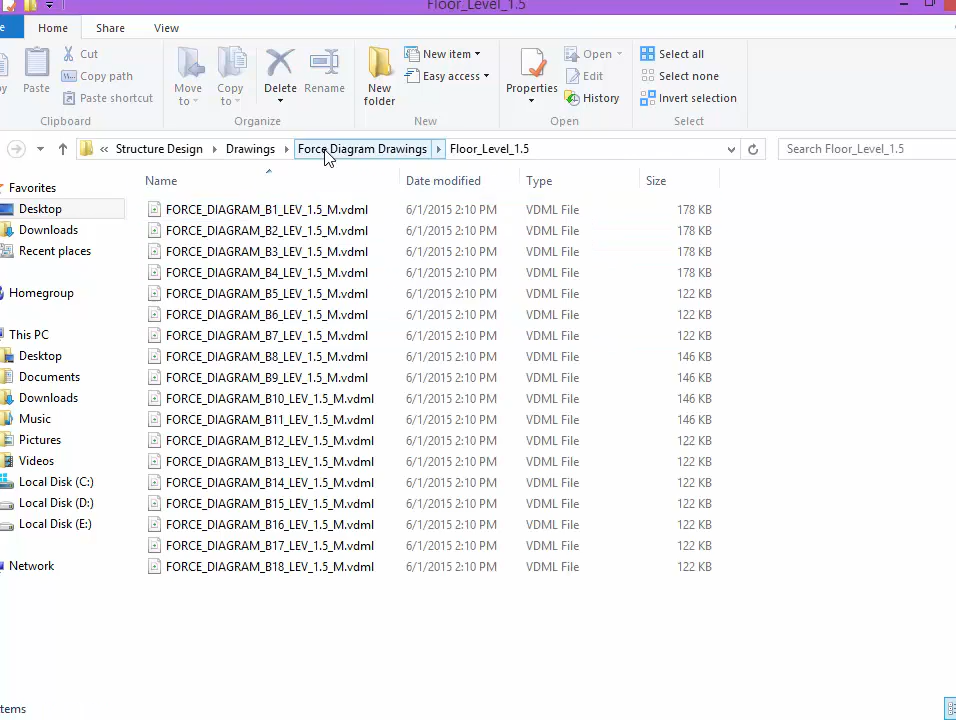 Floor_Level_1.5
Home Share View
Paste
Cut
Copy path
Paste shortcut
Clipboard
Move to
Copy to
Delete
Rename
Organize
New folder
New item
Easy access
New
Properties
Open
Edit
History
Open
Select all
Select none
Invert selection
Select
« Structure Design Drawings Force Diagram Drawings Floor_Level_1.5
Search Floor_Level_1.5
Favorites
Desktop
Downloads
Recent places
Homegroup
This PC
Desktop
Documents
Downloads
Music
Pictures
Videos
Local Disk (C:)
Local Disk (D:)
Local Disk (E:)
Network
Name Date modified Type Size
FORCE_DIAGRAM_B1_LEV_1.5_M.vdml 6/1/2015 2:10 PM VDML File 178 KB
FORCE_DIAGRAM_B2_LEV_1.5_M.vdml 6/1/2015 2:10 PM VDML File 178 KB
FORCE_DIAGRAM_B3_LEV_1.5_M.vdml 6/1/2015 2:10 PM VDML File 178 KB
FORCE_DIAGRAM_B4_LEV_1.5_M.vdml 6/1/2015 2:10 PM VDML File 178 KB
FORCE_DIAGRAM_B5_LEV_1.5_M.vdml 6/1/2015 2:10 PM VDML File 122 KB
FORCE_DIAGRAM_B6_LEV_1.5_M.vdml 6/1/2015 2:10 PM VDML File 122 KB
FORCE_DIAGRAM_B7_LEV_1.5_M.vdml 6/1/2015 2:10 PM VDML File 122 KB
FORCE_DIAGRAM_B8_LEV_1.5_M.vdml 6/1/2015 2:10 PM VDML File 146 KB
FORCE_DIAGRAM_B9_LEV_1.5_M.vdml 6/1/2015 2:10 PM VDML File 146 KB
FORCE_DIAGRAM_B10_LEV_1.5_M.vdml 6/1/2015 2:10 PM VDML File 146 KB
FORCE_DIAGRAM_B11_LEV_1.5_M.vdml 6/1/2015 2:10 PM VDML File 146 KB
FORCE_DIAGRAM_B12_LEV_1.5_M.vdml 6/1/2015 2:10 PM VDML File 122 KB
FORCE_DIAGRAM_B13_LEV_1.5_M.vdml 6/1/2015 2:10 PM VDML File 122 KB
FORCE_DIAGRAM_B14_LEV_1.5_M.vdml 6/1/2015 2:10 PM VDML File 122 KB
FORCE_DIAGRAM_B15_LEV_1.5_M.vdml 6/1/2015 2:10 PM VDML File 122 KB
FORCE_DIAGRAM_B16_LEV_1.5_M.vdml 6/1/2015 2:10 PM VDML File 122 KB
FORCE_DIAGRAM_B17_LEV_1.5_M.vdml 6/1/2015 2:10 PM VDML File 122 KB
FORCE_DIAGRAM_B18_LEV_1.5_M.vdml 6/1/2015 2:10 PM VDML File 122 KB
tems